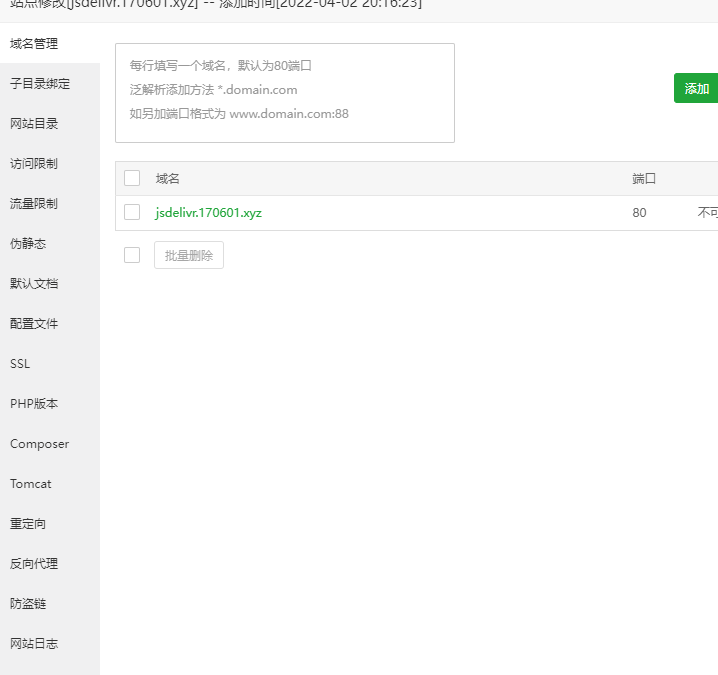 站点修改[jsdelivr.170601.xyz] -- 添加时间[2022-04-02 20:16:23]
域名管理
子目录绑定
网站目录
访问限制
流量限制
伪静态
默认文档
配置文件
SSL
PHP版本
Composer
Tomcat
重定向
反向代理
防盗链
网站日志
每行填写一个域名，默认为80端口
泛解析添加方法 *.domain.com
如另加端口格式为 www.domain.com:88
添加
域名 端口
jsdelivr.170601.xyz 80 不可
批量删除